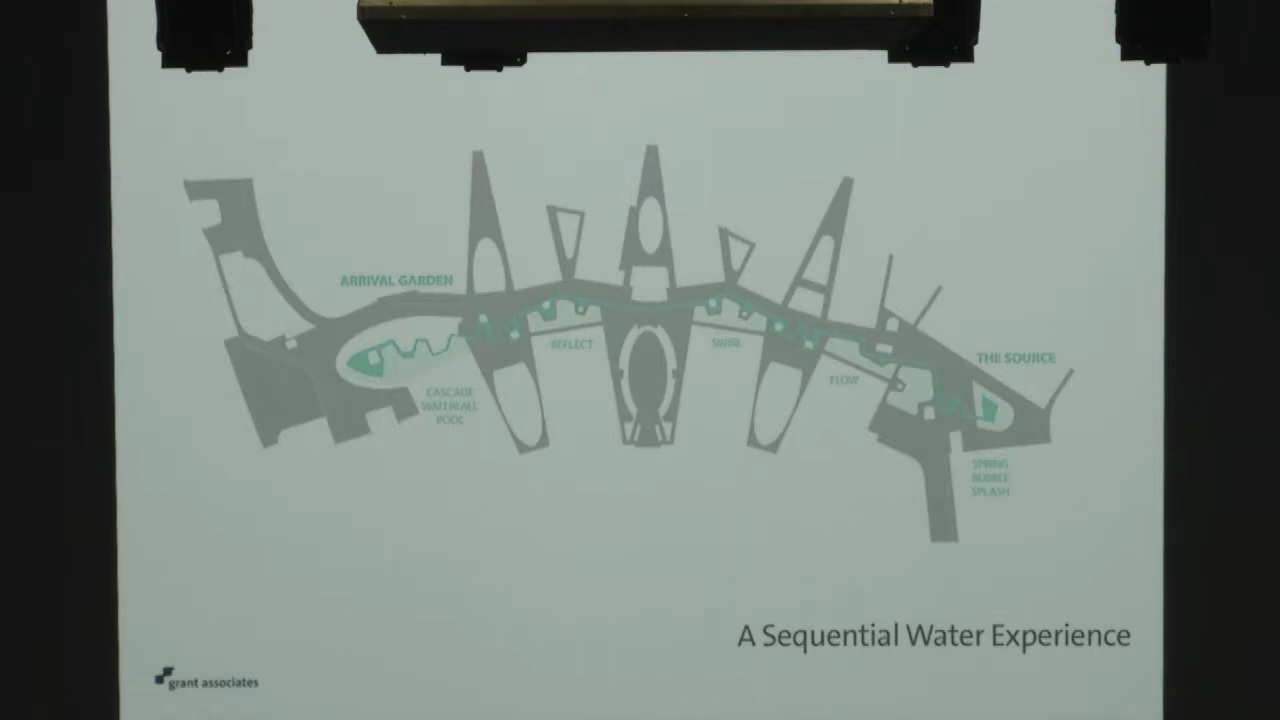 ARRIVAL GARDEN
REFLECT
SWIRL
THE SOURCE
FLOW
CASCADE
WATERFALL
POOL
SPRING
BUBBLE
SPLASH
A Sequential Water Experience
grant associates